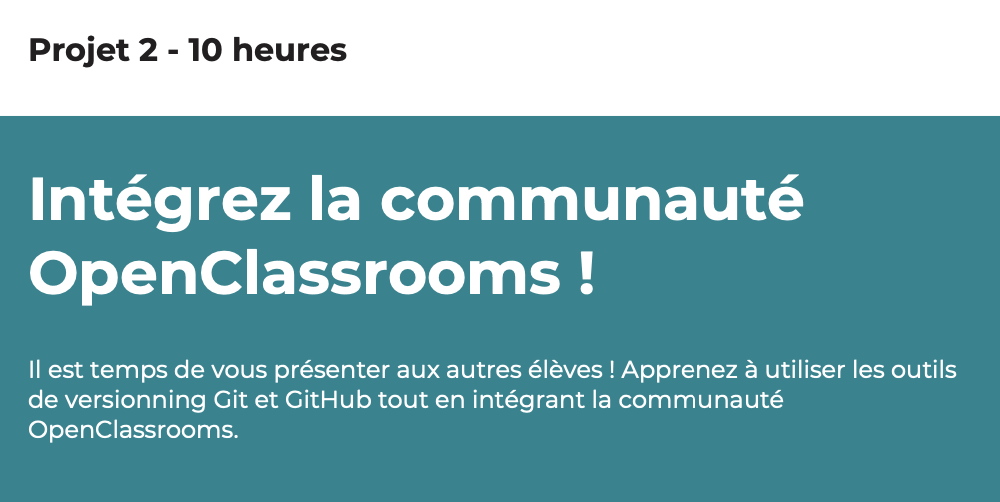 Projet 2 - 10 heures
Intégrez la communauté
OpenClassrooms !
Il est temps de vous présenter aux autres élèves ! Apprenez à utiliser les outils
de versionning Git et GitHub tout en intégrant la communauté
OpenClassrooms.